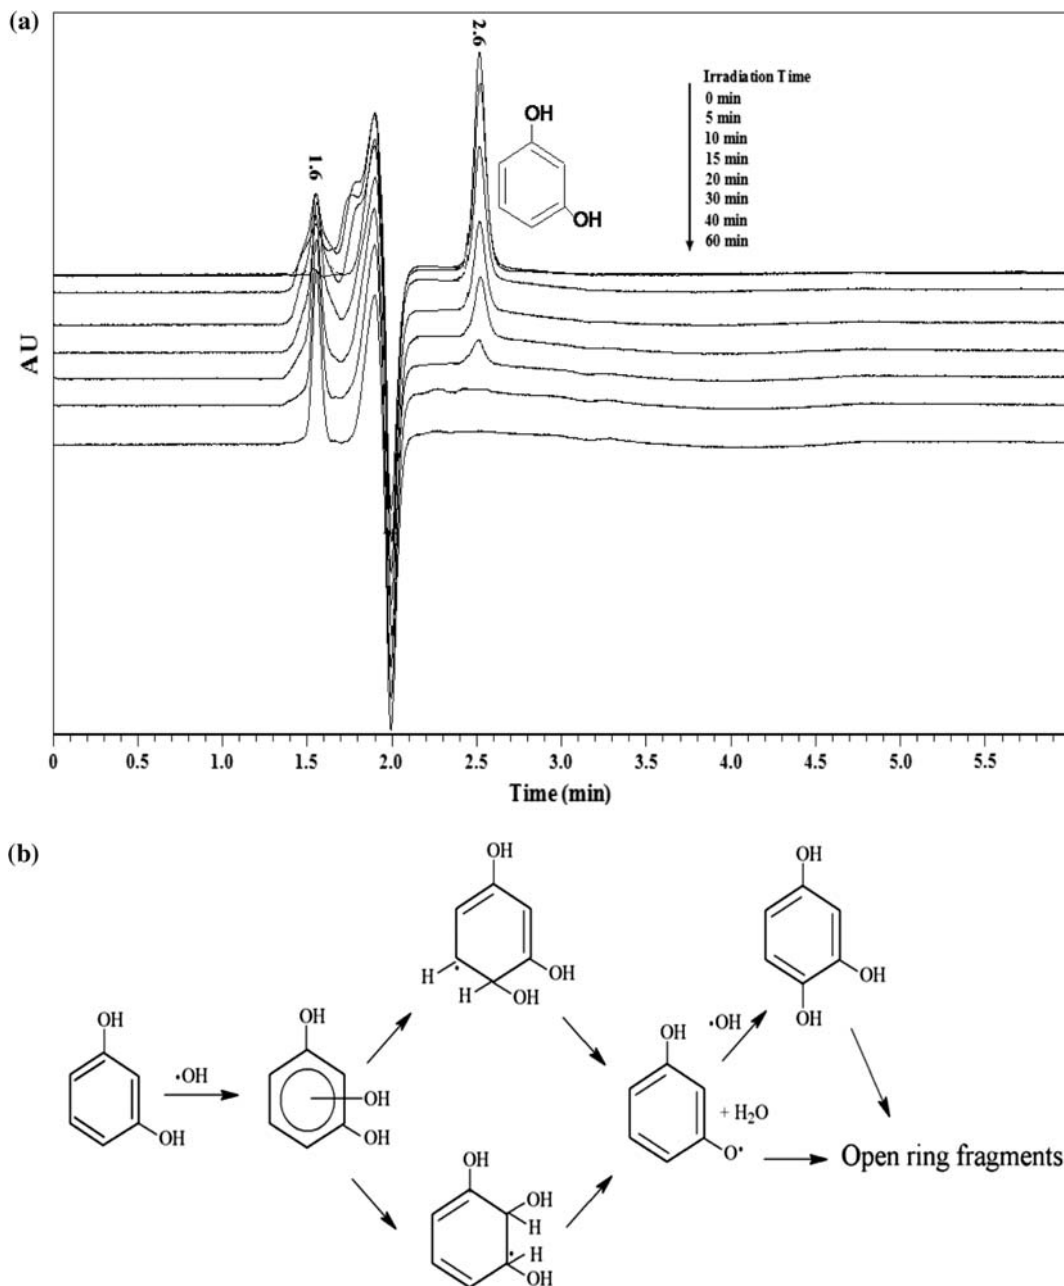 (a)
1.6
2.6
OH
OH
Irradiation Time
0 min
5 min
10 min
15 min
20 min
30 min
40 min
60 min
AU
0 0.5 1.0 1.5 2.0 2.5 3.0 3.5 4.0 4.5 5.0 5.5
Time (min)
(b)
OH
OH
•OH
OH
OH
OH
OH
H
H
OH
OH
OH
OH
H
H
OH
OH
+ H₂O
O•
•OH
OH
OH
OH
Open ring fragments